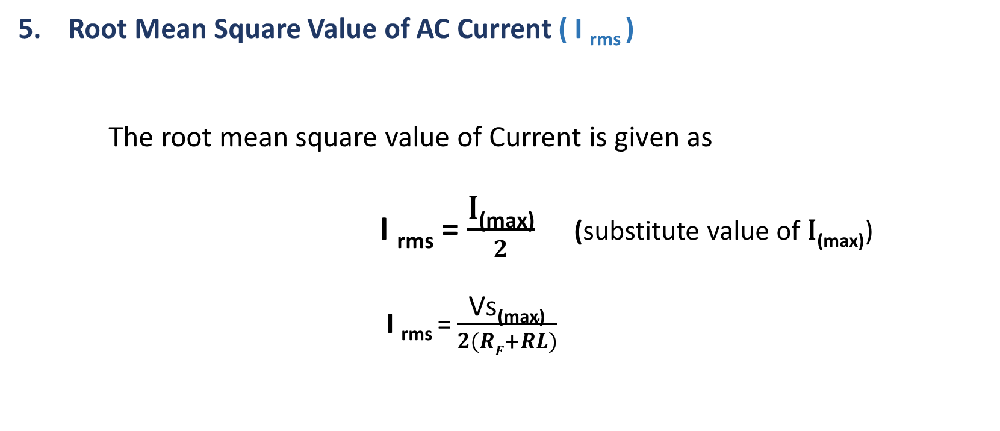 5. Root Mean Square Value of AC Current ( I rms )
The root mean square value of Current is given as
I rms = I(max) / 2 (substitute value of I(max))
I rms = Vs(max.) / 2(RF+RL)